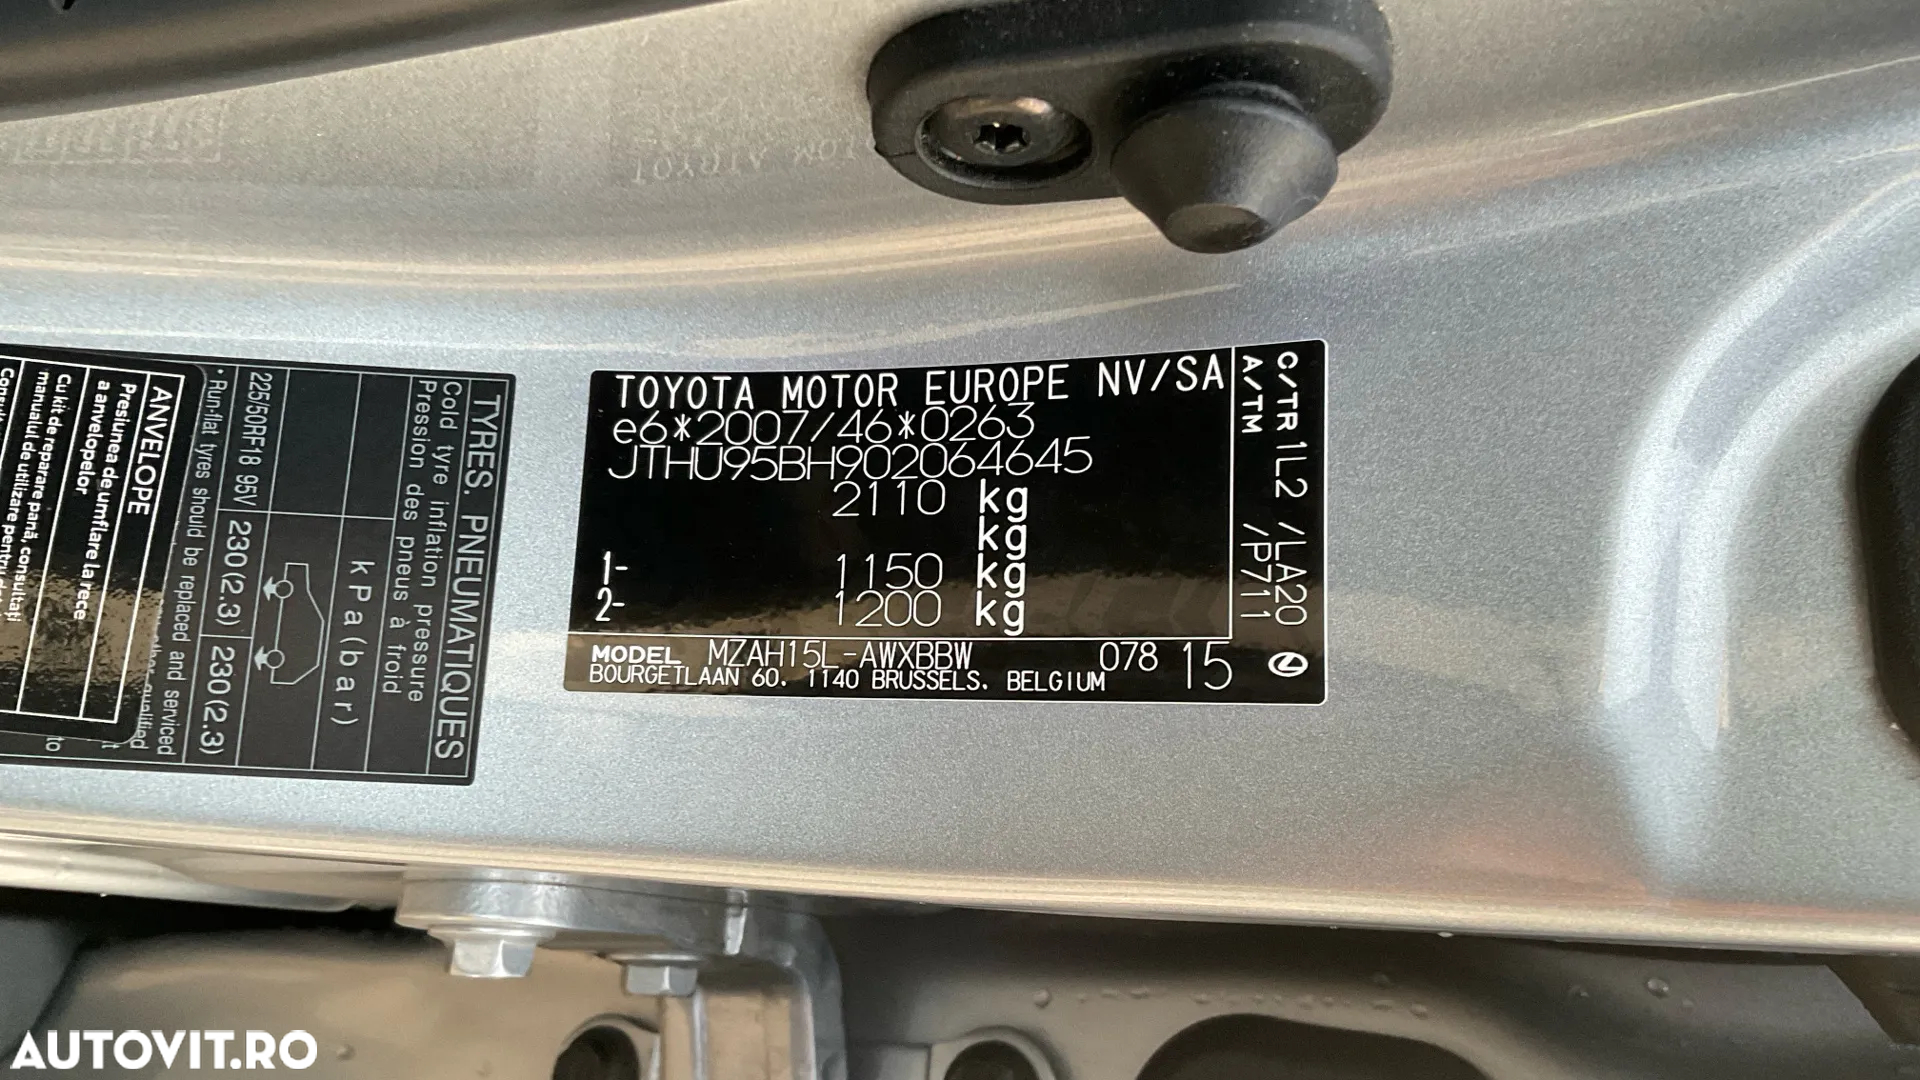 TOYOTA MOTOR EUROPE NV/SA
e6*2007/46*0263
JTHU95BH902064645
2110 kg
kg
1- 1150 kg
2- 1200 kg
MODEL MZAH15L-AWXBBW 078 15
BOURGETLAAN 60. 1140 BRUSSELS. BELGIUM
C/TR 1L2 /LA20
A/TM /P711
TYRES. PNEUMATIQUES
Cold tyre inflation pressure
Pression des pneus à froid
kPa(bar)
225/50RF18 95V 230(2.3) 230(2.3)
• Run-flat tyres should be replaced and serviced
qualified
to
ANVELOPE
Presiunea de umflare la rece
a anvelopelor
Cu kit de reparare pană, consultați
manualul de utilizare pentru
AUTOVIT.RO